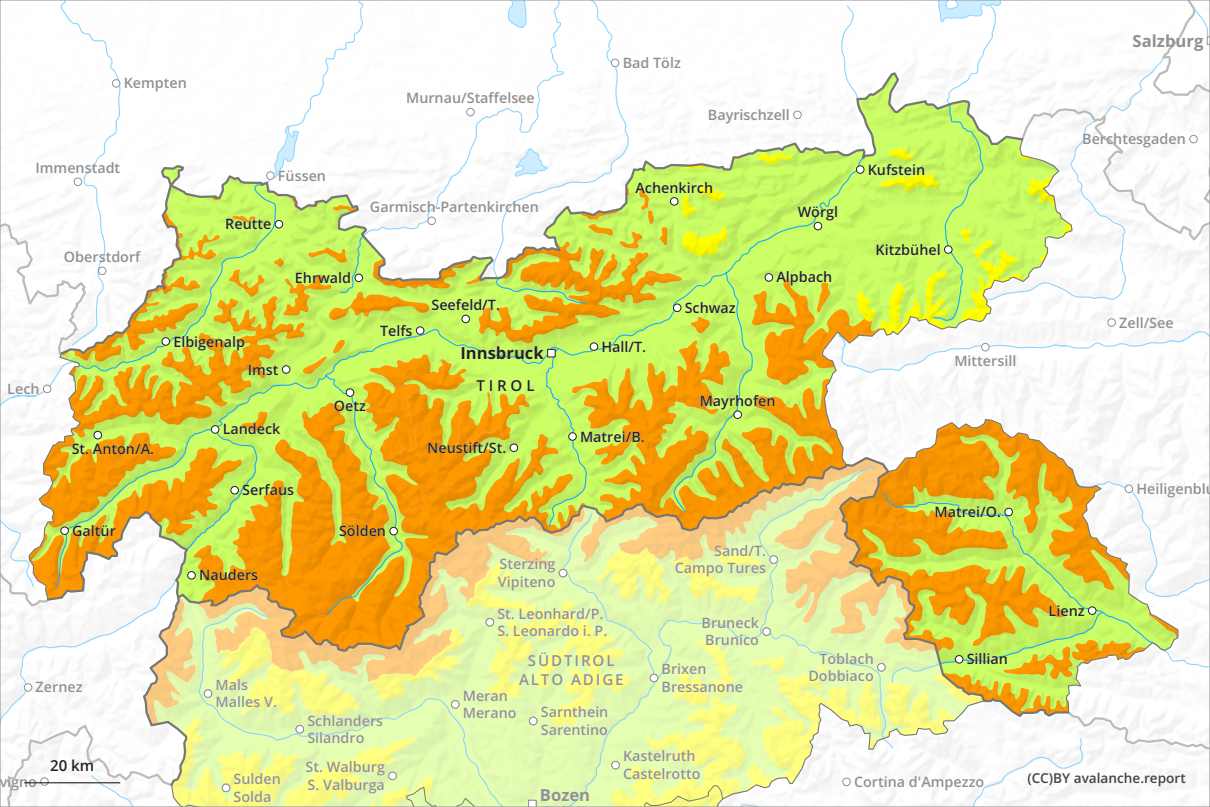 Salzburg
Bad Tölz
Kempten
Murnau/Staffelsee
Bayrischzell
Berchtesgaden
Immenstadt
Füssen
Kufstein
Achenkirch
Garmisch-Partenkirchen
Wörgl
Reutte
Oberstdorf
Kitzbühel
Ehrwald
Alpbach
Seefeld/T.
Schwaz
Zell/See
Telfs
Elbigenalp
Innsbruck
Hall/T.
Mittersill
Imst
TIROL
Lech
Oetz
Mayrhofen
Landeck
Matrei/B.
St. Anton/A.
Neustift/St.
Serfaus
Heiligenblu
Matrei/O.
Galtür
Sölden
Sand/T.
Campo Tures
Sterzing
Vipiteno
Nauders
Lienz
St. Leonhard/P.
S. Leonardo i. P.
Bruneck
Brunico
Sillian
SÜDTIROL
ALTO ADIGE
Toblach
Dobbiaco
Brixen
Bressanone
Zernez
Mals
Malles V.
Meran
Merano
Sarnthein
Sarentino
Schlanders
Silandro
Kastelruth
Castelrotto
20 km
St. Walburg
S. Valburga
Sulden
Solda
vigno
Cortina d'Ampezzo
(CC)BY avalanche.report
Bozen